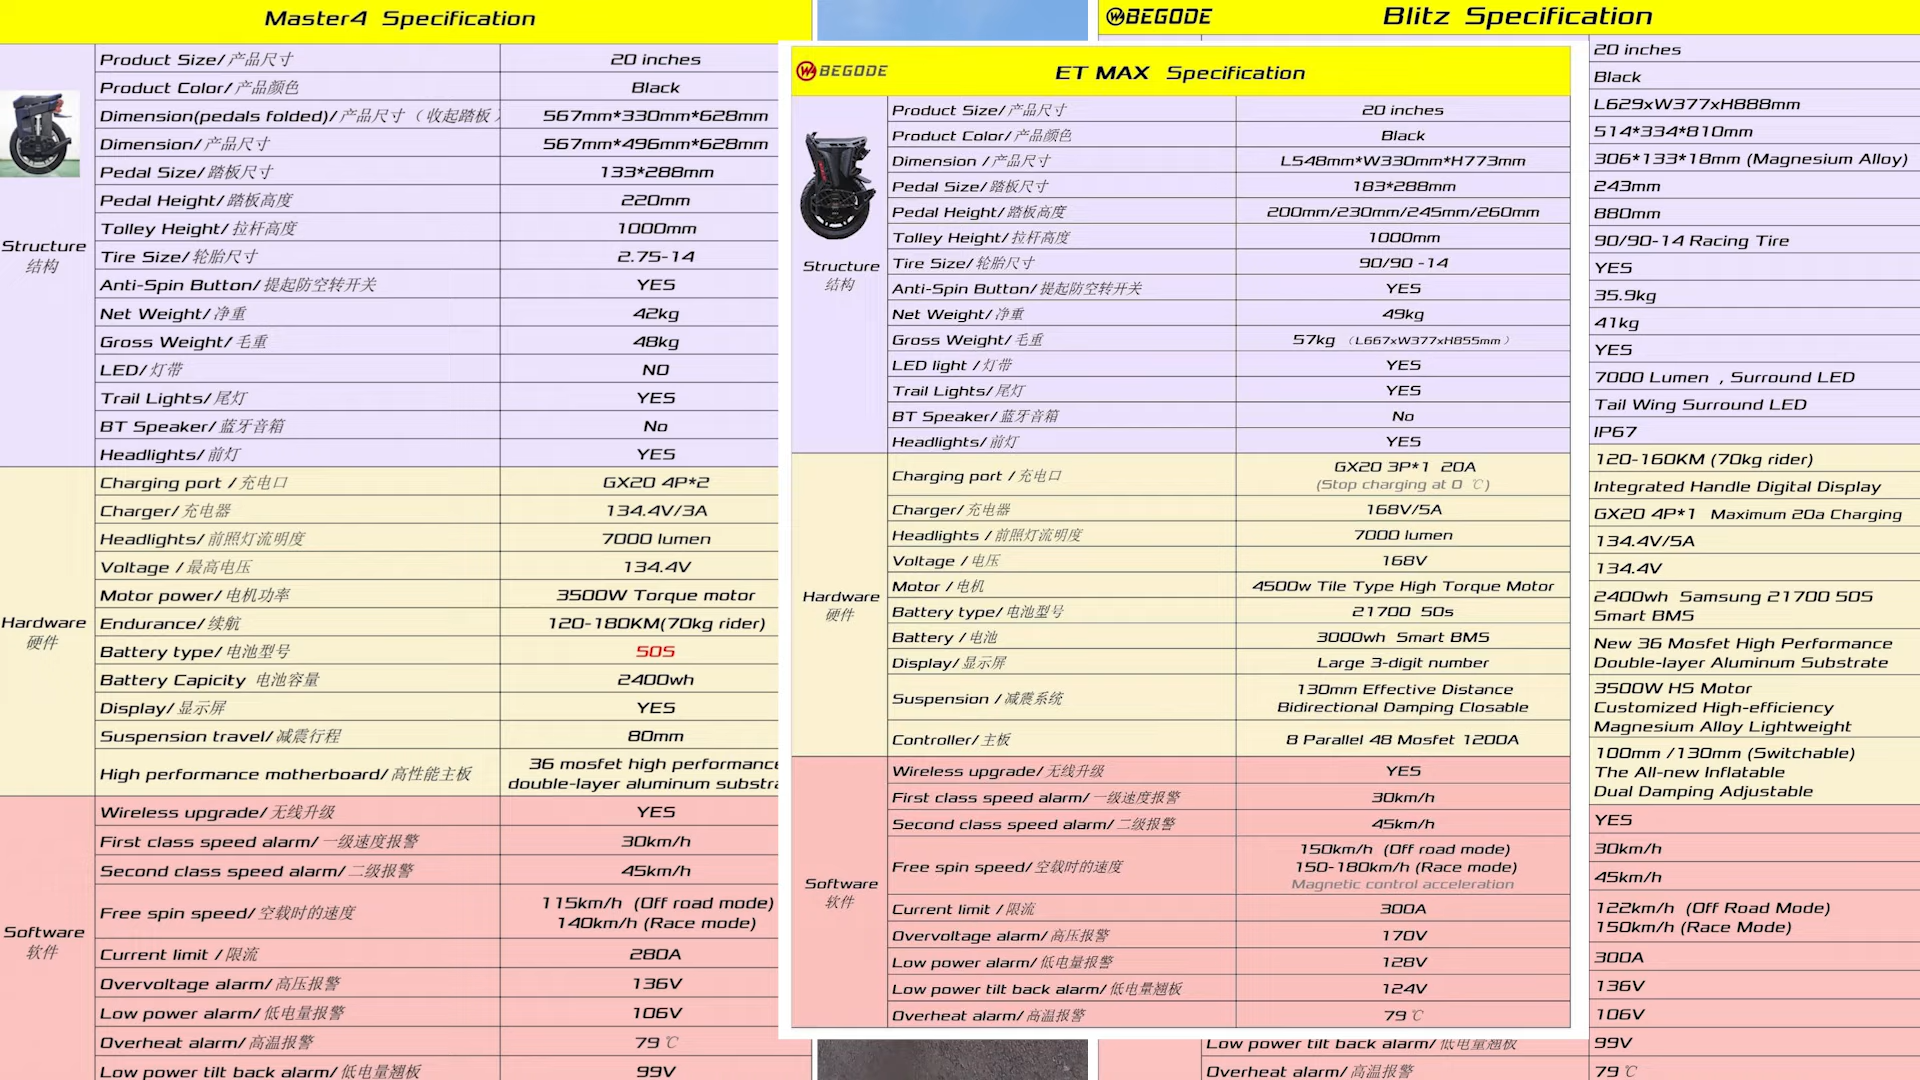 Master4 Specification
Structure
结构
Product Size/产品尺寸 20 inches
Product Color/产品颜色 Black
Dimension(pedals folded)/产品尺寸（收起踏板 567mm*330mm*628mm
Dimension/产品尺寸 567mm*496mm*628mm
Pedal Size/踏板尺寸 133*288mm
Pedal Height/踏板高度 220mm
Tolley Height/拉杆高度 1000mm
Tire Size/轮胎尺寸 2.75-14
Anti-Spin Button/提起防空转开关 YES
Net Weight/净重 42kg
Gross Weight/毛重 48kg
LED/灯带 NO
Trail Lights/尾灯 YES
BT Speaker/蓝牙音箱 No
Headlights/前灯 YES
Hardware
硬件
Charging port /充电口 GX20 4P*2
Charger/充电器 134.4V/3A
Headlights/前照灯流明度 7000 lumen
Voltage /最高电压 134.4V
Motor power/电机功率 3500W Torque motor
Endurance/续航 120-180KM(70kg rider)
Battery type/电池型号 50S
Battery Capicity 电池容量 2400wh
Display/显示屏 YES
Suspension travel/减震行程 80mm
High performance motherboard/高性能主板 36 mosfet high performance
double-layer aluminum substra
Software
软件
Wireless upgrade/无线升级 YES
First class speed alarm/一级速度报警 30km/h
Second class speed alarm/二级报警 45km/h
Free spin speed/空载时的速度 115km/h (Off road mode)
140km/h (Race mode)
Current limit /限流 280A
Overvoltage alarm/高压报警 136V
Low power alarm/低电量报警 106V
Overheat alarm/高温报警 79℃
Low power tilt back alarm/低电量翘板 99V
BEGODE
ET MAX Specification
Structure
结构
Product Size/产品尺寸 20 inches
Product Color/产品颜色 Black
Dimension /产品尺寸 L548mm*W330mm*H773mm
Pedal Size/踏板尺寸 183*288mm
Pedal Height/踏板高度 200mm/230mm/245mm/260mm
Tolley Height/拉杆高度 1000mm
Tire Size/轮胎尺寸 90/90 -14
Anti-Spin Button/提起防空转开关 YES
Net Weight/净重 49kg
Gross Weight/毛重 57kg （L667xW377xH855mm）
LED light /灯带 YES
Trail Lights/尾灯 YES
BT Speaker/蓝牙音箱 No
Headlights/前灯 YES
Hardware
硬件
Charging port /充电口 GX20 3P*1 20A
(Stop charging at 0 ℃)
Charger/充电器 168V/5A
Headlights /前照灯流明度 7000 lumen
Voltage /电压 168V
Motor /电机 4500w Tile Type High Torque Motor
Battery type/电池型号 21700 50s
Battery /电池 3000wh Smart BMS
Display/显示屏 Large 3-digit number
Suspension /减震系统 130mm Effective Distance
Bidirectional Damping Closable
Controller/主板 8 Parallel 48 Mosfet 1200A
Software
软件
Wireless upgrade/无线升级 YES
First class speed alarm/一级速度报警 30km/h
Second class speed alarm/二级报警 45km/h
Free spin speed/空载时的速度 150km/h (Off road mode)
150-180km/h (Race mode)
Magnetic control acceleration
Current limit /限流 300A
Overvoltage alarm/高压报警 170V
Low power alarm/低电量报警 128V
Low power tilt back alarm/低电量翘板 124V
Overheat alarm/高温报警 79℃
BEGODE
Blitz Specification
20 inches
Black
L629xW377xH888mm
514*334*810mm
306*133*18mm (Magnesium Alloy)
243mm
880mm
90/90-14 Racing Tire
YES
35.9kg
41kg
YES
7000 Lumen , Surround LED
Tail Wing Surround LED
IP67
120-160KM (70kg rider)
Integrated Handle Digital Display
GX20 4P*1 Maximum 20a Charging
134.4V/5A
134.4V
2400wh Samsung 21700 50S
Smart BMS
New 36 Mosfet High Performance
Double-layer Aluminum Substrate
3500W HS Motor
Customized High-efficiency
Magnesium Alloy Lightweight
100mm /130mm (Switchable)
The All-new Inflatable
Dual Damping Adjustable
YES
30km/h
45km/h
122km/h (Off Road Mode)
150km/h (Race Mode)
300A
136V
106V
Low power tilt back alarm/低电量翘板 99V
Overheat alarm/高温报警 79℃